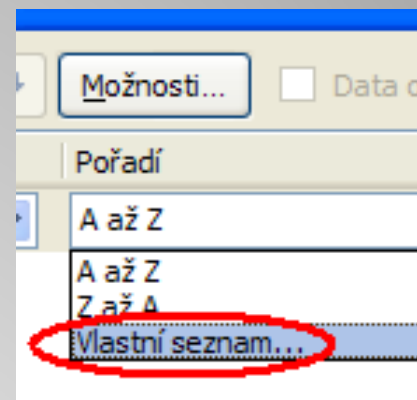 Možnosti... Data
Pořadí
A až Z
A až Z
Z až A
Vlastní seznam...